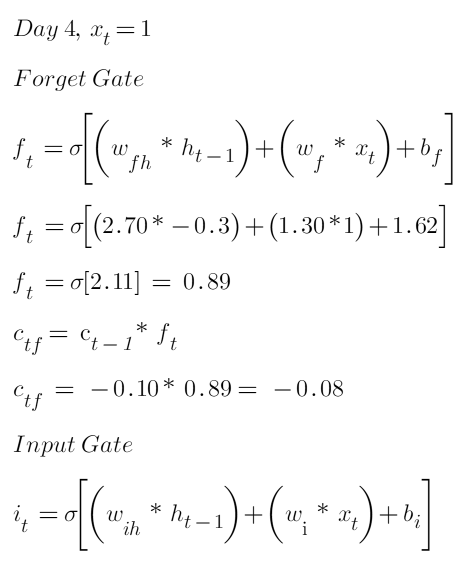 Day 4, x_t = 1
Forget Gate
f_t = σ[(w_fh * h_t−1) + (w_f * x_t) + b_f]
f_t = σ[(2.70 * −0.3) + (1.30 * 1) + 1.62]
f_t = σ[2.11] = 0.89
c_tf = c_t−1 * f_t
c_tf = −0.10 * 0.89 = −0.08
Input Gate
i_t = σ[(w_ih * h_t−1) + (w_i * x_t) + b_i]